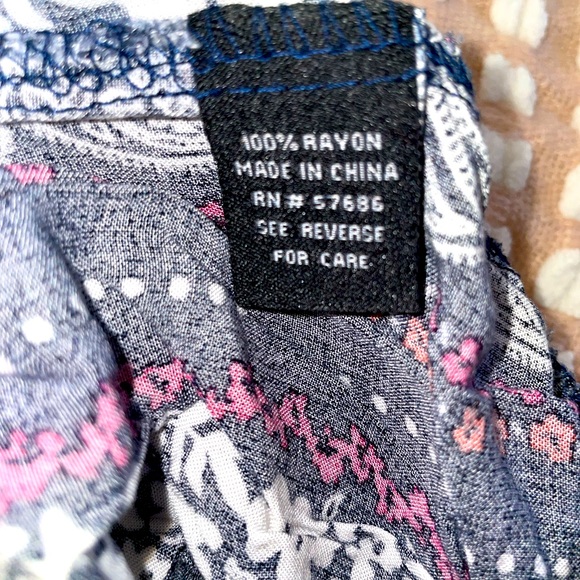 100% RAYON
MADE IN CHINA
RN # 57686
SEE REVERSE
FOR CARE